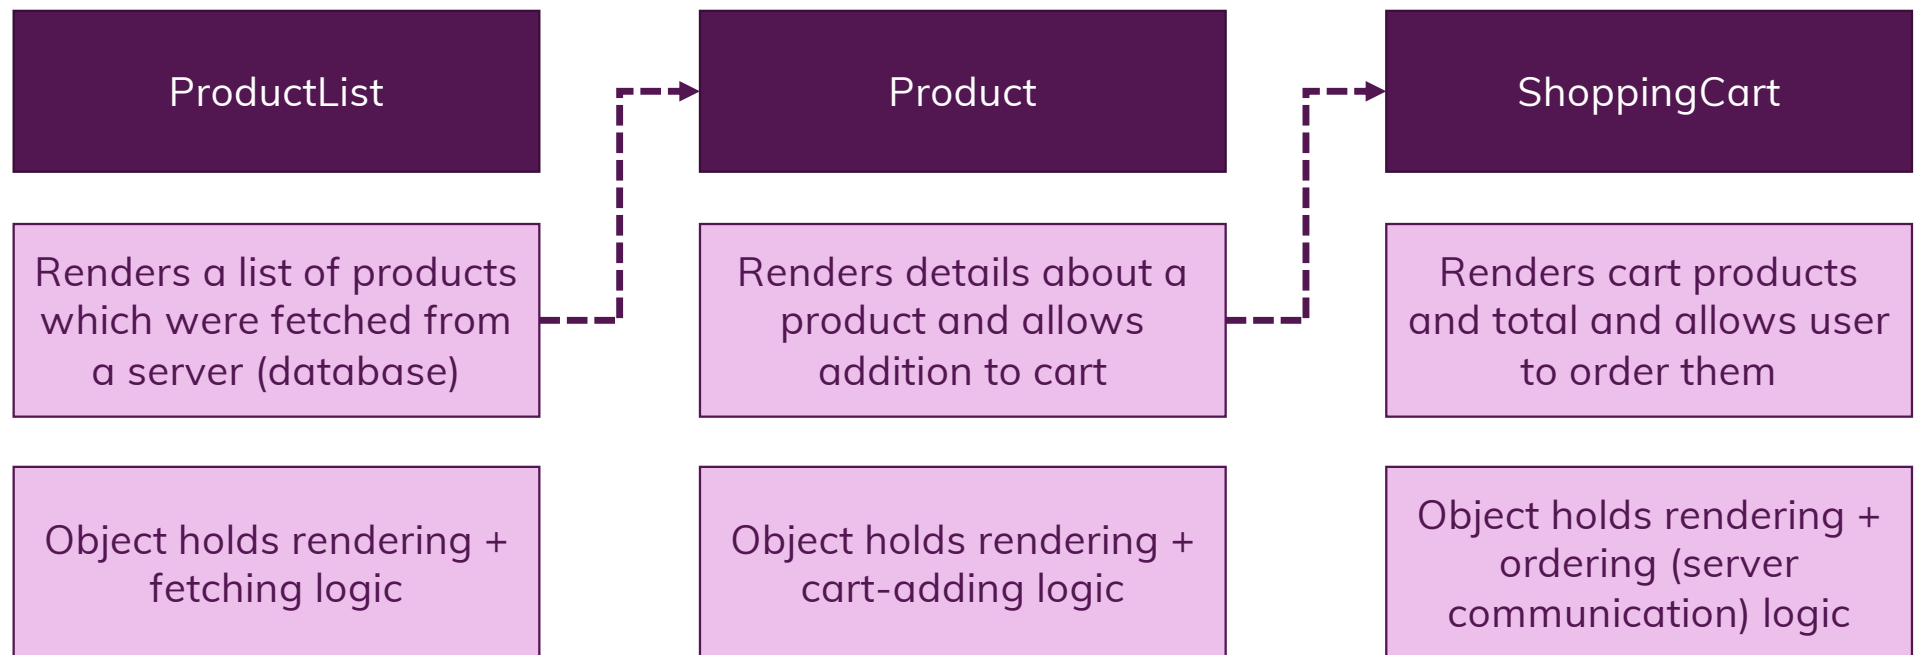 ProductList
Product
ShoppingCart
Renders a list of products
which were fetched from
a server (database)
Renders details about a
product and allows
addition to cart
Renders cart products
and total and allows user
to order them
Object holds rendering +
fetching logic
Object holds rendering +
cart-adding logic
Object holds rendering +
ordering (server
communication) logic